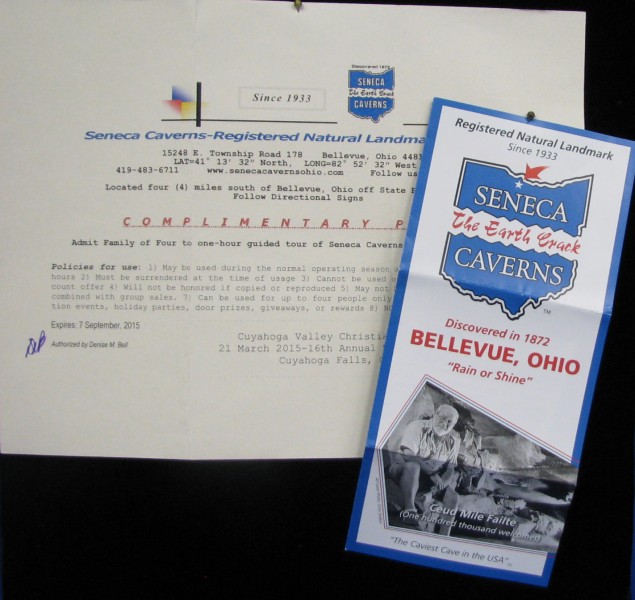 Discovered 1872
SENECA
The Earth Crack
CAVERNS
Since 1933
Seneca Caverns-Registered Natural Landma
15248 E. Township Road 178 Bellevue, Ohio 4481
LAT=41° 13' 32" North, LONG=82° 52' 32" West
419-483-6711 www.senecacavernsohio.com Follow us
Located four (4) miles south of Bellevue, Ohio off State
Follow Directional Signs
COMPLIMENTARY P
Admit Family of Four to one-hour guided tour of Seneca Caverns
Policies for use: 1) May be used during the normal operating season
hours 2) Must be surrendered at the time of usage 3) Cannot be used
count offer 4) Will not be honored if copied or reproduced 5) May not
combined with group sales. 7) Can be used for up to four people only
tion events, holiday parties, door prizes, giveaways, or rewards 8)
Expires: 7 September, 2015
Authorized by Denise M. Bell
Cuyahoga Valley Christi
21 March 2015-16th Annual
Cuyahoga Falls,
Registered Natural Landmark
Since 1933
SENECA
The Earth Crack
CAVERNS
TM
Discovered in 1872
BELLEVUE, OHIO
"Rain or Shine"
Ceud Mile Failte
(One hundred thousand welcomes)
"The Caviest Cave in the USA"